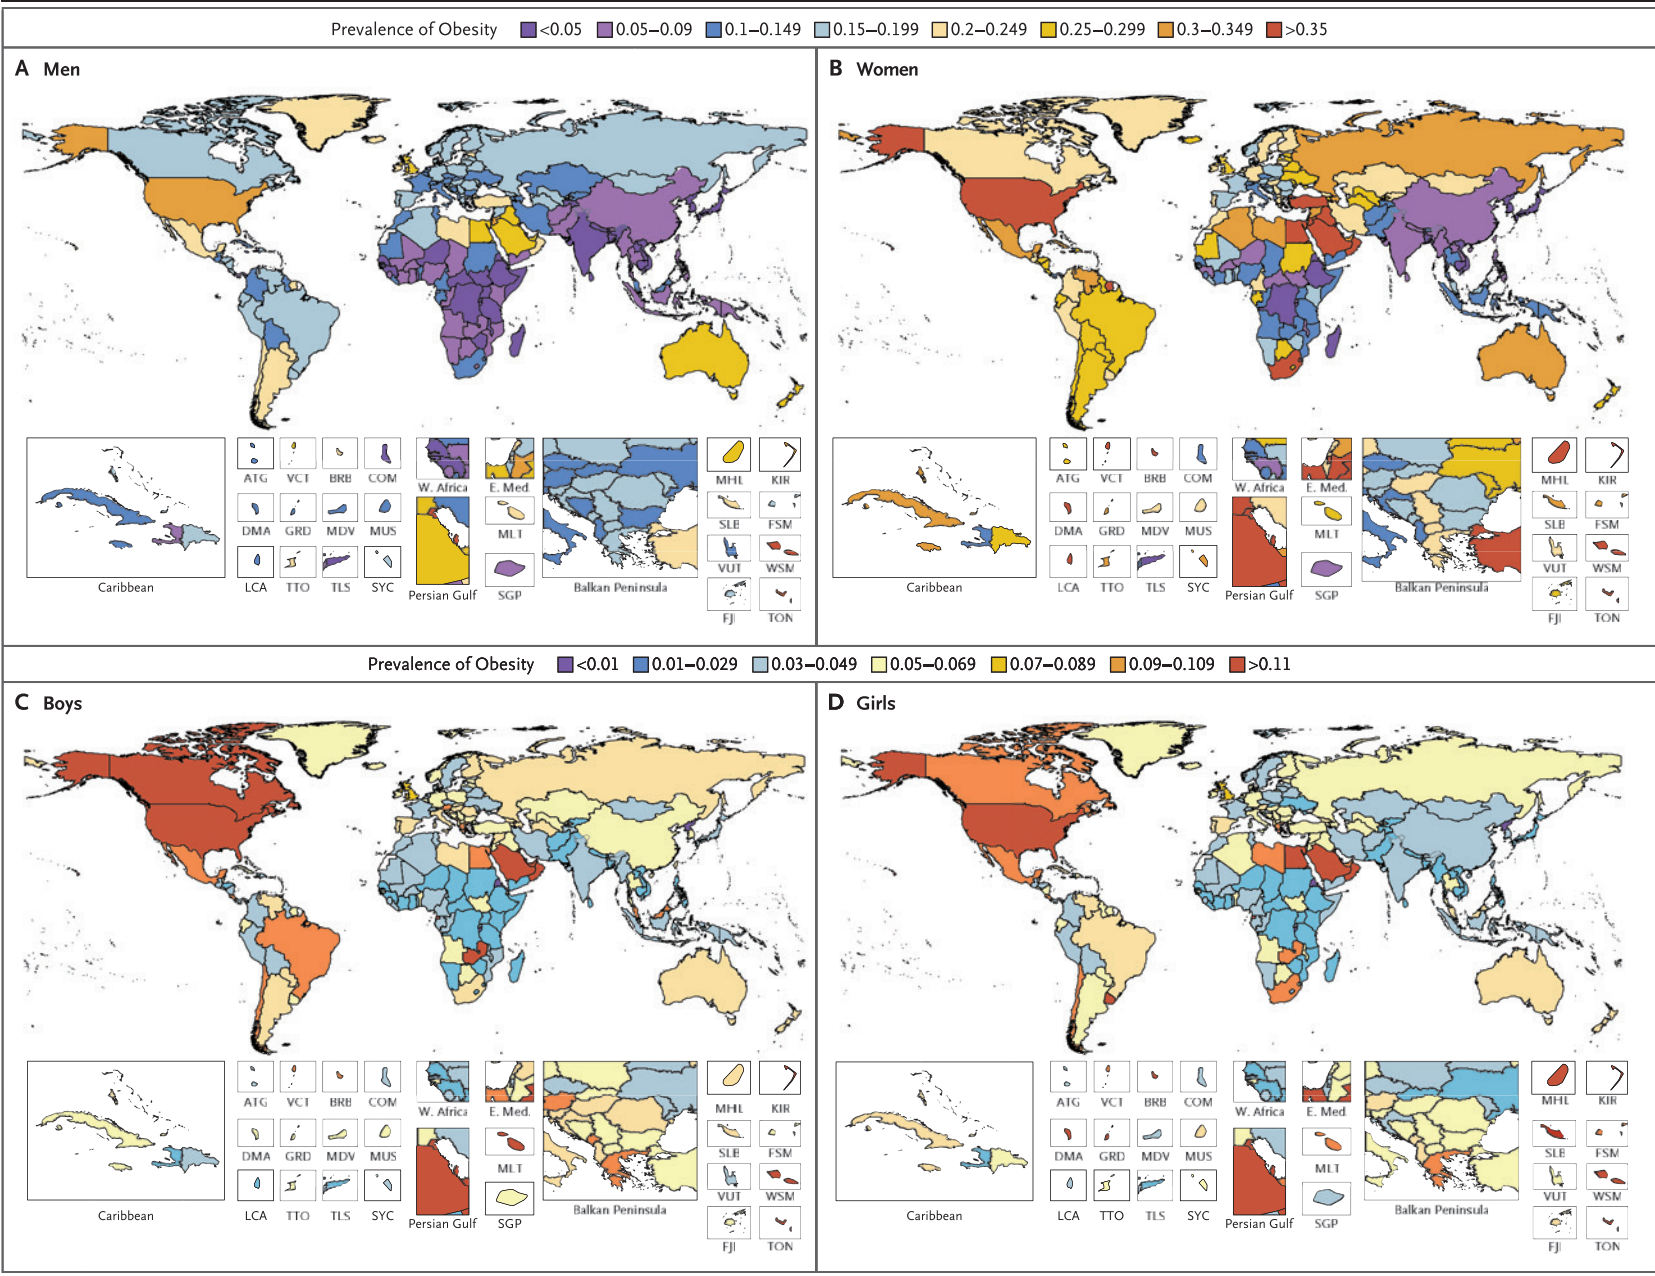 Prevalence of Obesity <0.05 0.05–0.09 0.1–0.149 0.15–0.199 0.2–0.249 0.25–0.299 0.3–0.349 >0.35
A Men
ATG VCT BRB COM
W. Africa E. Med.
MHL KIR
DMA GRD MDV MUS
MLT
SLB FSM
VUT WSM
Caribbean
LCA TTO TLS SYC
Persian Gulf SGP
Balkan Peninsula
FJI TON
B Women
ATG VCT BRB COM
W. Africa E. Med.
MHL KIR
DMA GRD MDV MUS
MLT
SLB FSM
VUT WSM
Caribbean
LCA TTO TLS SYC
Persian Gulf SGP
Balkan Peninsula
FJI TON
Prevalence of Obesity <0.01 0.01–0.029 0.03–0.049 0.05–0.069 0.07–0.089 0.09–0.109 >0.11
C Boys
ATG VCT BRB COM
W. Africa E. Med.
MHL KIR
DMA GRD MDV MUS
MLT
SLB FSM
VUT WSM
Caribbean
LCA TTO TLS SYC
Persian Gulf SGP
Balkan Peninsula
FJI TON
D Girls
ATG VCT BRB COM
W. Africa E. Med.
MHL KIR
DMA GRD MDV MUS
MLT
SLB FSM
VUT WSM
Caribbean
LCA TTO TLS SYC
Persian Gulf SGP
Balkan Peninsula
FJI TON